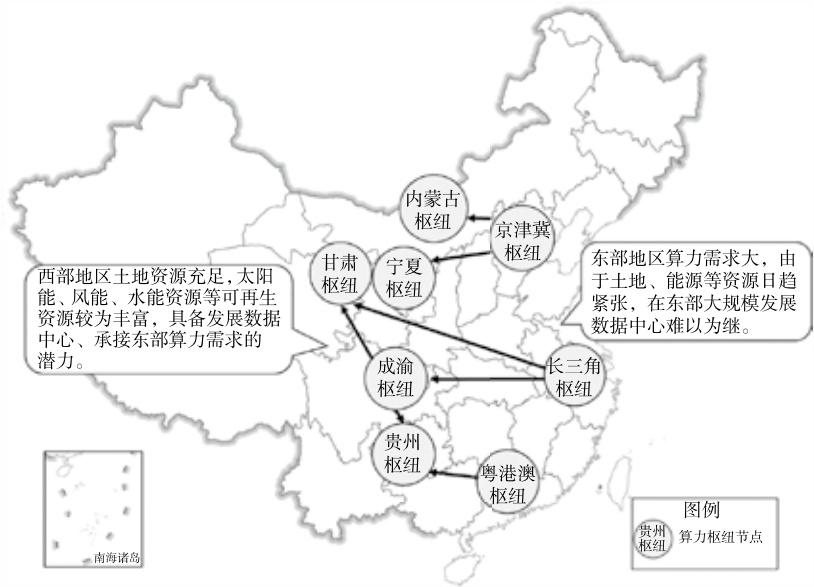 内蒙古
枢纽
京津冀
枢纽
甘肃
枢纽
宁夏
枢纽
西部地区土地资源充足,太阳
能、风能、水能资源等可再生
资源较为丰富,具备发展数据
中心、承接东部算力需求的
潜力。
东部地区算力需求大,由
于土地、能源等资源日趋
紧张,在东部大规模发展
数据中心难以为继。
成渝
枢纽
长三角
枢纽
贵州
枢纽
粤港澳
枢纽
南海诸岛
图例
贵州
枢纽
算力枢纽节点